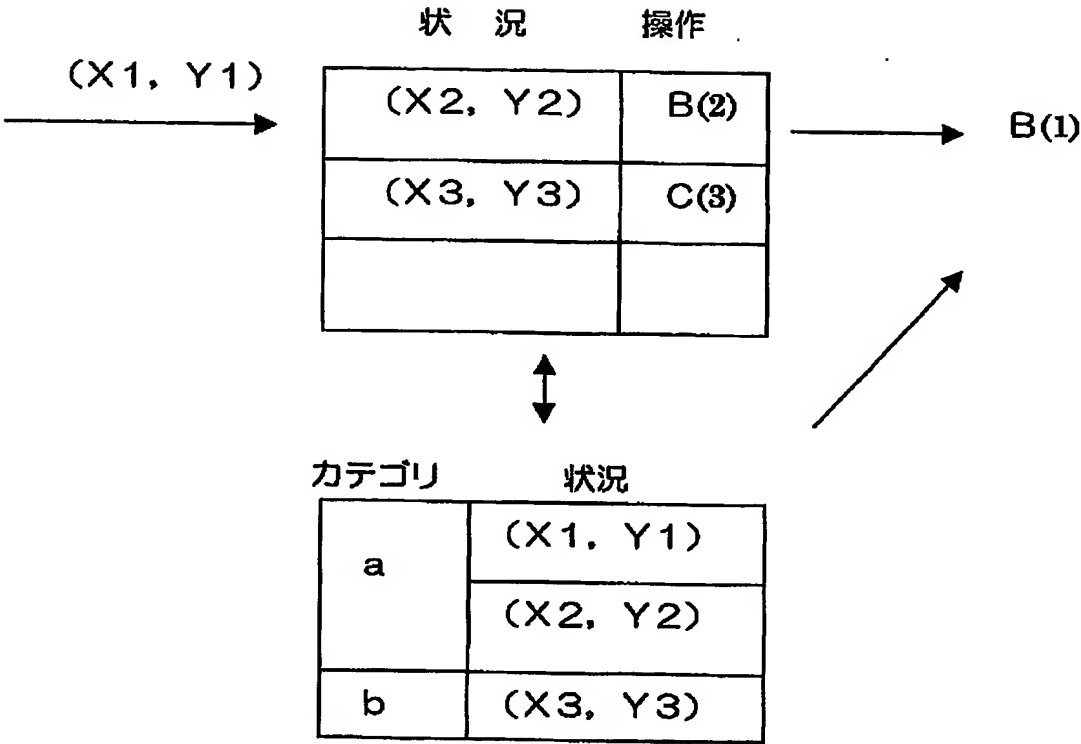 状 況 操作
(X1, Y1)
(X2, Y2) B(2)
B(1)
(X3, Y3) C(3)
カテゴリ 状況
a
(X1, Y1)
(X2, Y2)
b (X3, Y3)